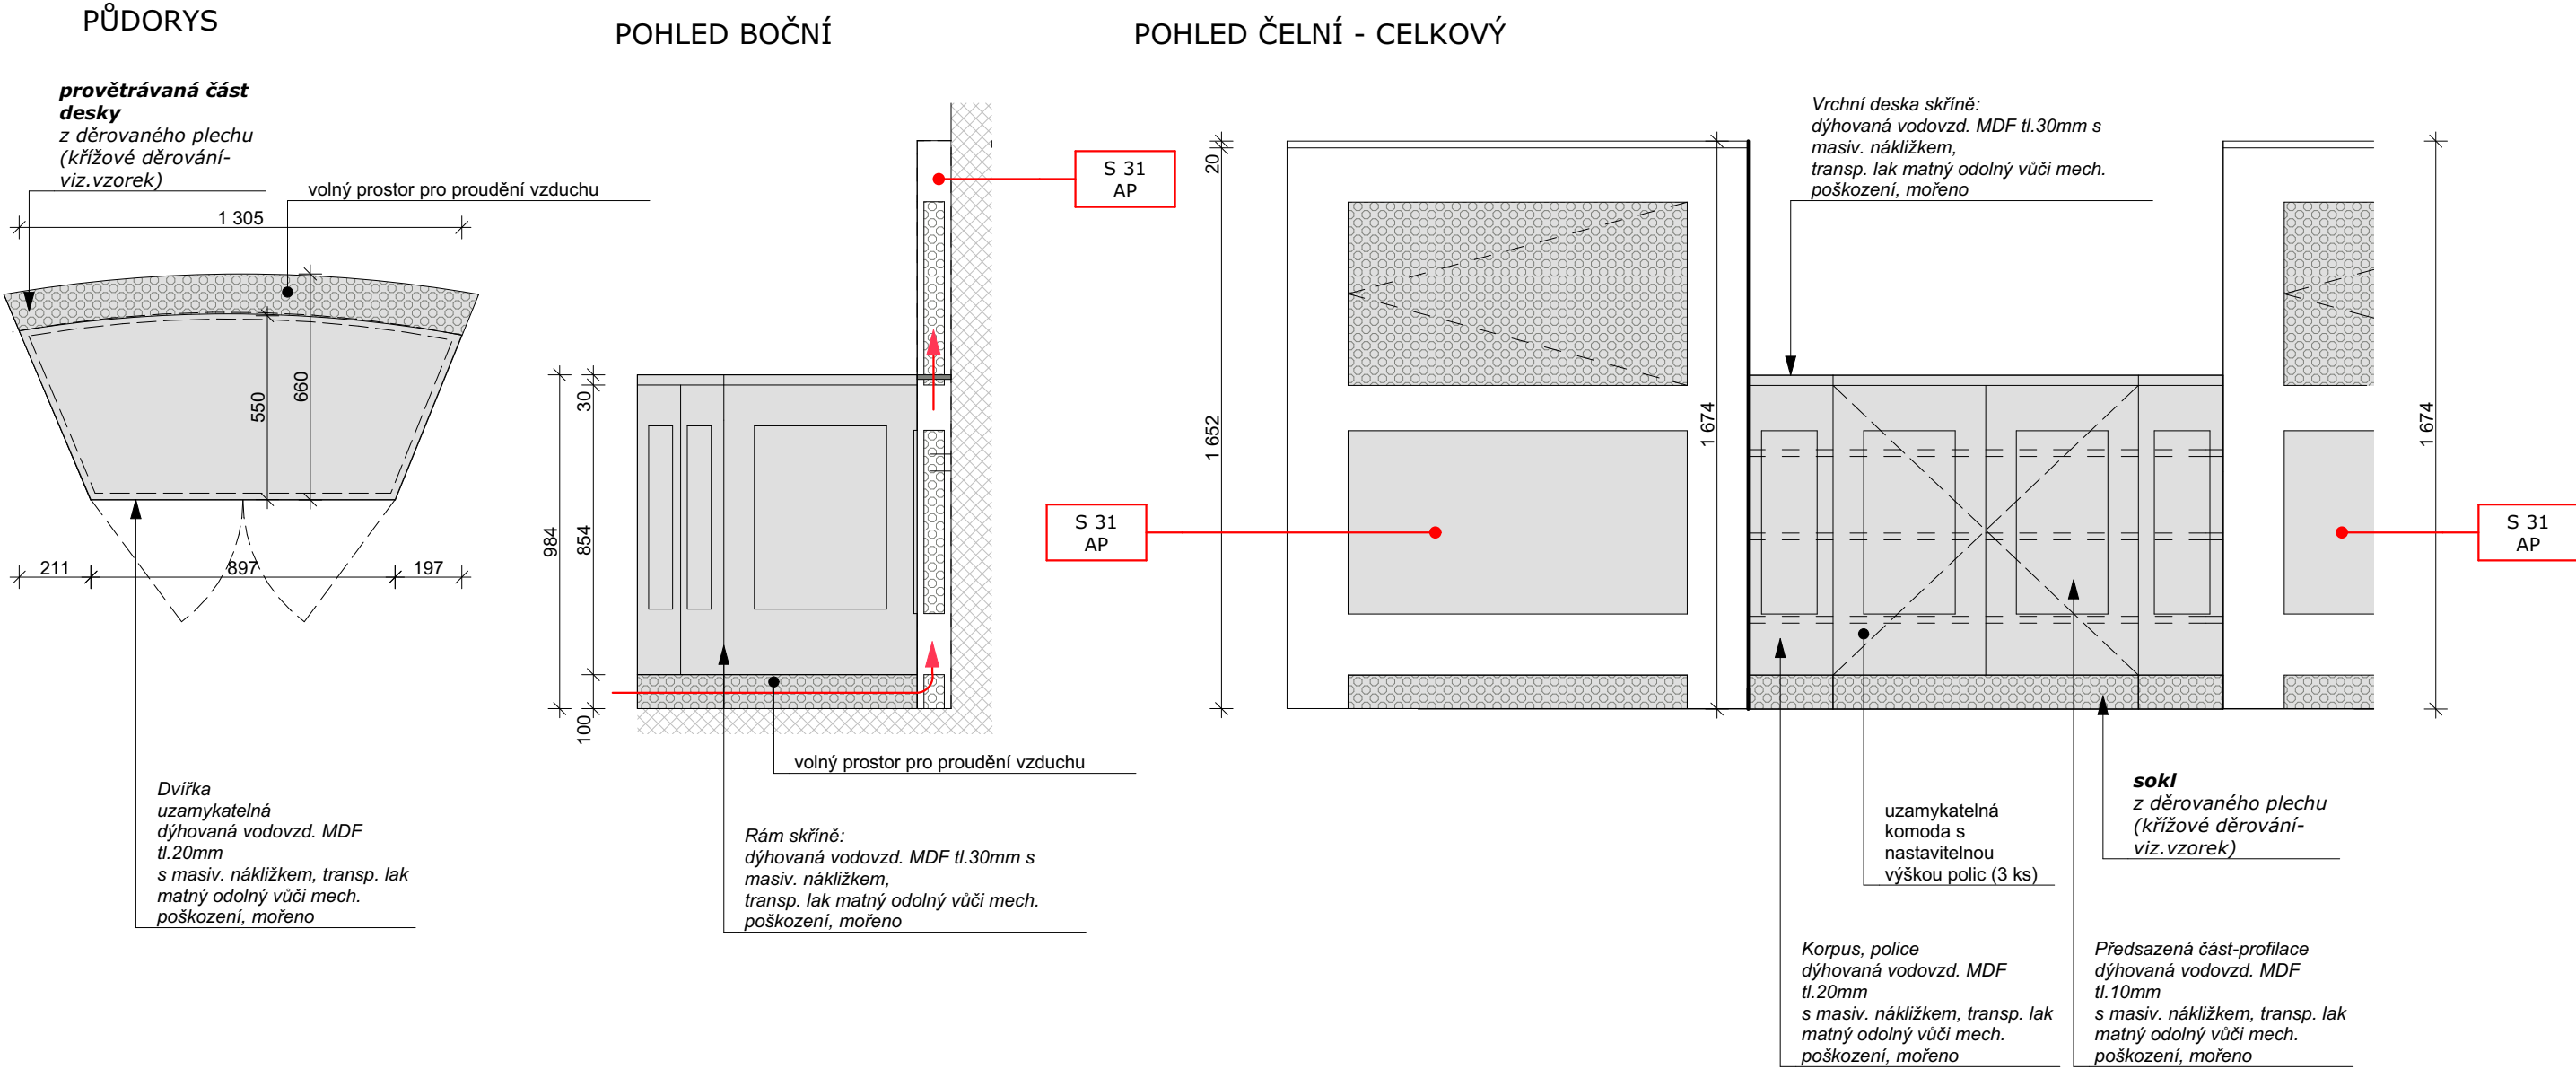 PŮDORYS
POHLED BOČNÍ
POHLED ČELNÍ - CELKOVÝ
provětrávaná část
desky
z děrovaného plechu
(křížové děrování-
viz.vzorek)
volný prostor pro proudění vzduchu
1 305
550
660
211
897
197
Dvířka
uzamykatelná
dýhovaná vodovzd. MDF
tl.20mm
s masiv. nákližkem, transp. lak
matný odolný vůči mech.
poškození, mořeno
S 31
AP
984
30
854
100
volný prostor pro proudění vzduchu
Rám skříně:
dýhovaná vodovzd. MDF tl.30mm s
masiv. nákližkem,
transp. lak matný odolný vůči mech.
poškození, mořeno
Vrchní deska skříně:
dýhovaná vodovzd. MDF tl.30mm s
masiv. nákližkem,
transp. lak matný odolný vůči mech.
poškození, mořeno
20
1 652
1 674
1 674
S 31
AP
S 31
AP
uzamykatelná
komoda s
nastavitelnou
výškou polic (3 ks)
sokl
z děrovaného plechu
(křížové děrování-
viz.vzorek)
Korpus, police
dýhovaná vodovzd. MDF
tl.20mm
s masiv. nákližkem, transp. lak
matný odolný vůči mech.
poškození, mořeno
Předsazená část-profilace
dýhovaná vodovzd. MDF
tl.10mm
s masiv. nákližkem, transp. lak
matný odolný vůči mech.
poškození, mořeno